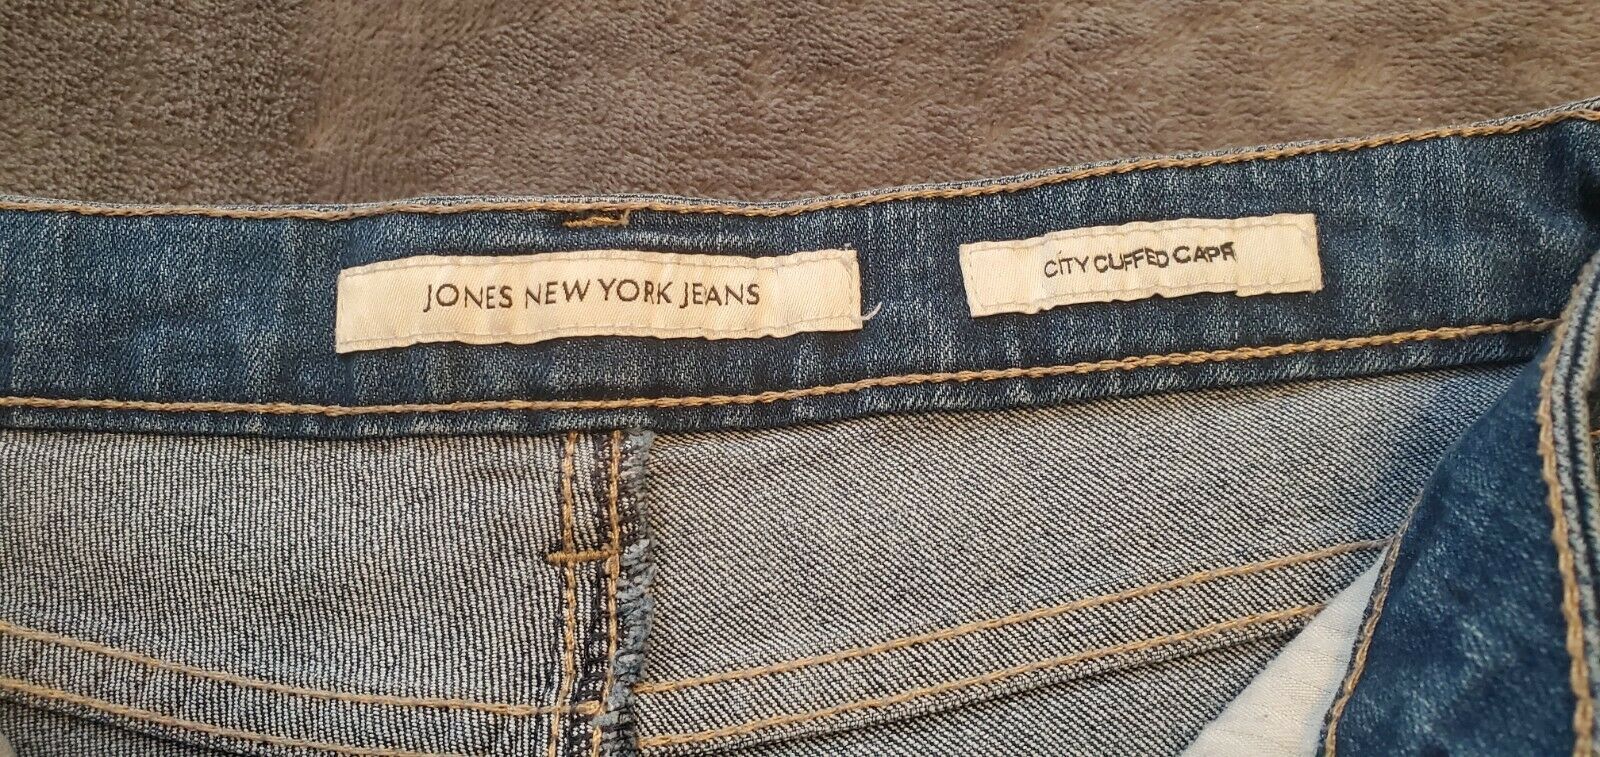 JONES NEW YORK JEANS
CITY CUFFED CAPRI